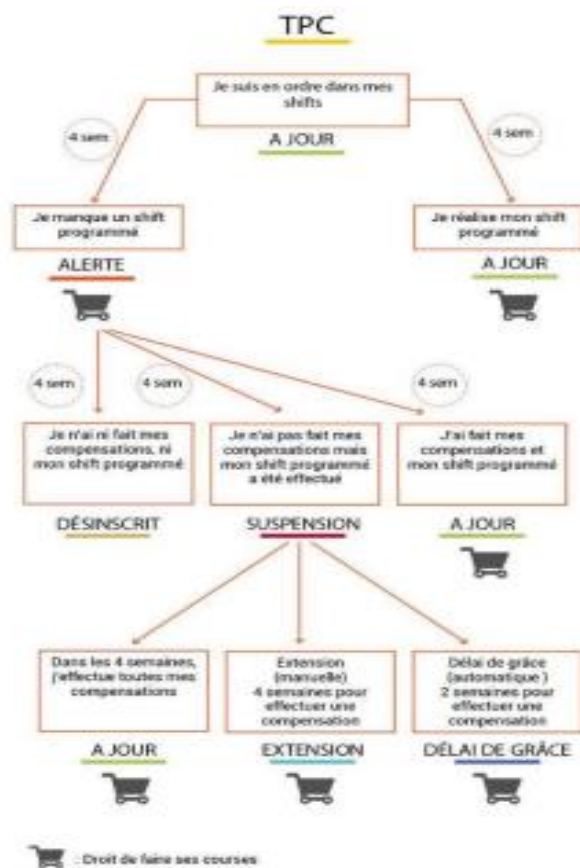 TPC
Je suis en ordre dans mes
shifts
A JOUR
4 sem
4 sem
Je manque un shift
programmé
ALERTE
Je réalise mon shift
programmé
A JOUR
4 sem
4 sem
4 sem
Je n'ai ni fait mes
compensations, ni
mon shift programmé
DÉSINSCRIT
Je n'ai pas fait mes
compensations mais
mon shift programmé
a été effectué
SUSPENSION
J'ai fait mes
compensations et
mon shift programmé
A JOUR
Dans les 4 semaines,
j'effectue toutes mes
compensations
A JOUR
Extension
(manuelle)
4 semaines pour
effectuer une
compensation
EXTENSION
Délai de grâce
(automatique )
2 semaines pour
effectuer une
compensation
DÉLAI DE GRÂCE
: Droit de faire ses courses